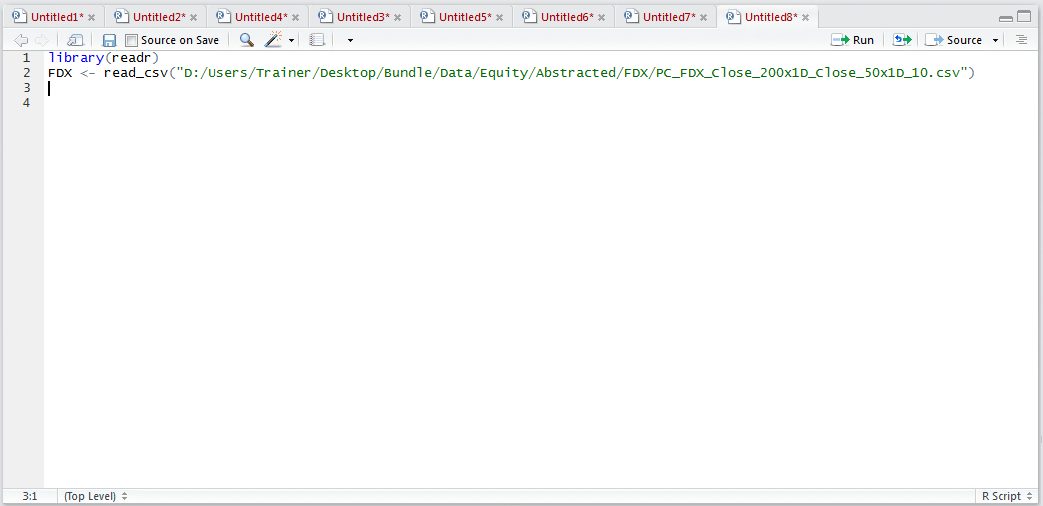 Untitled1* Untitled2* Untitled4* Untitled3* Untitled5* Untitled6* Untitled7* Untitled8*
Source on Save Run Source
1 library(readr)
2 FDX <- read_csv("D:/Users/Trainer/Desktop/Bundle/Data/Equity/Abstracted/FDX/PC_FDX_Close_200x1D_Close_50x1D_10.csv")
3
4
3:1 (Top Level) R Script